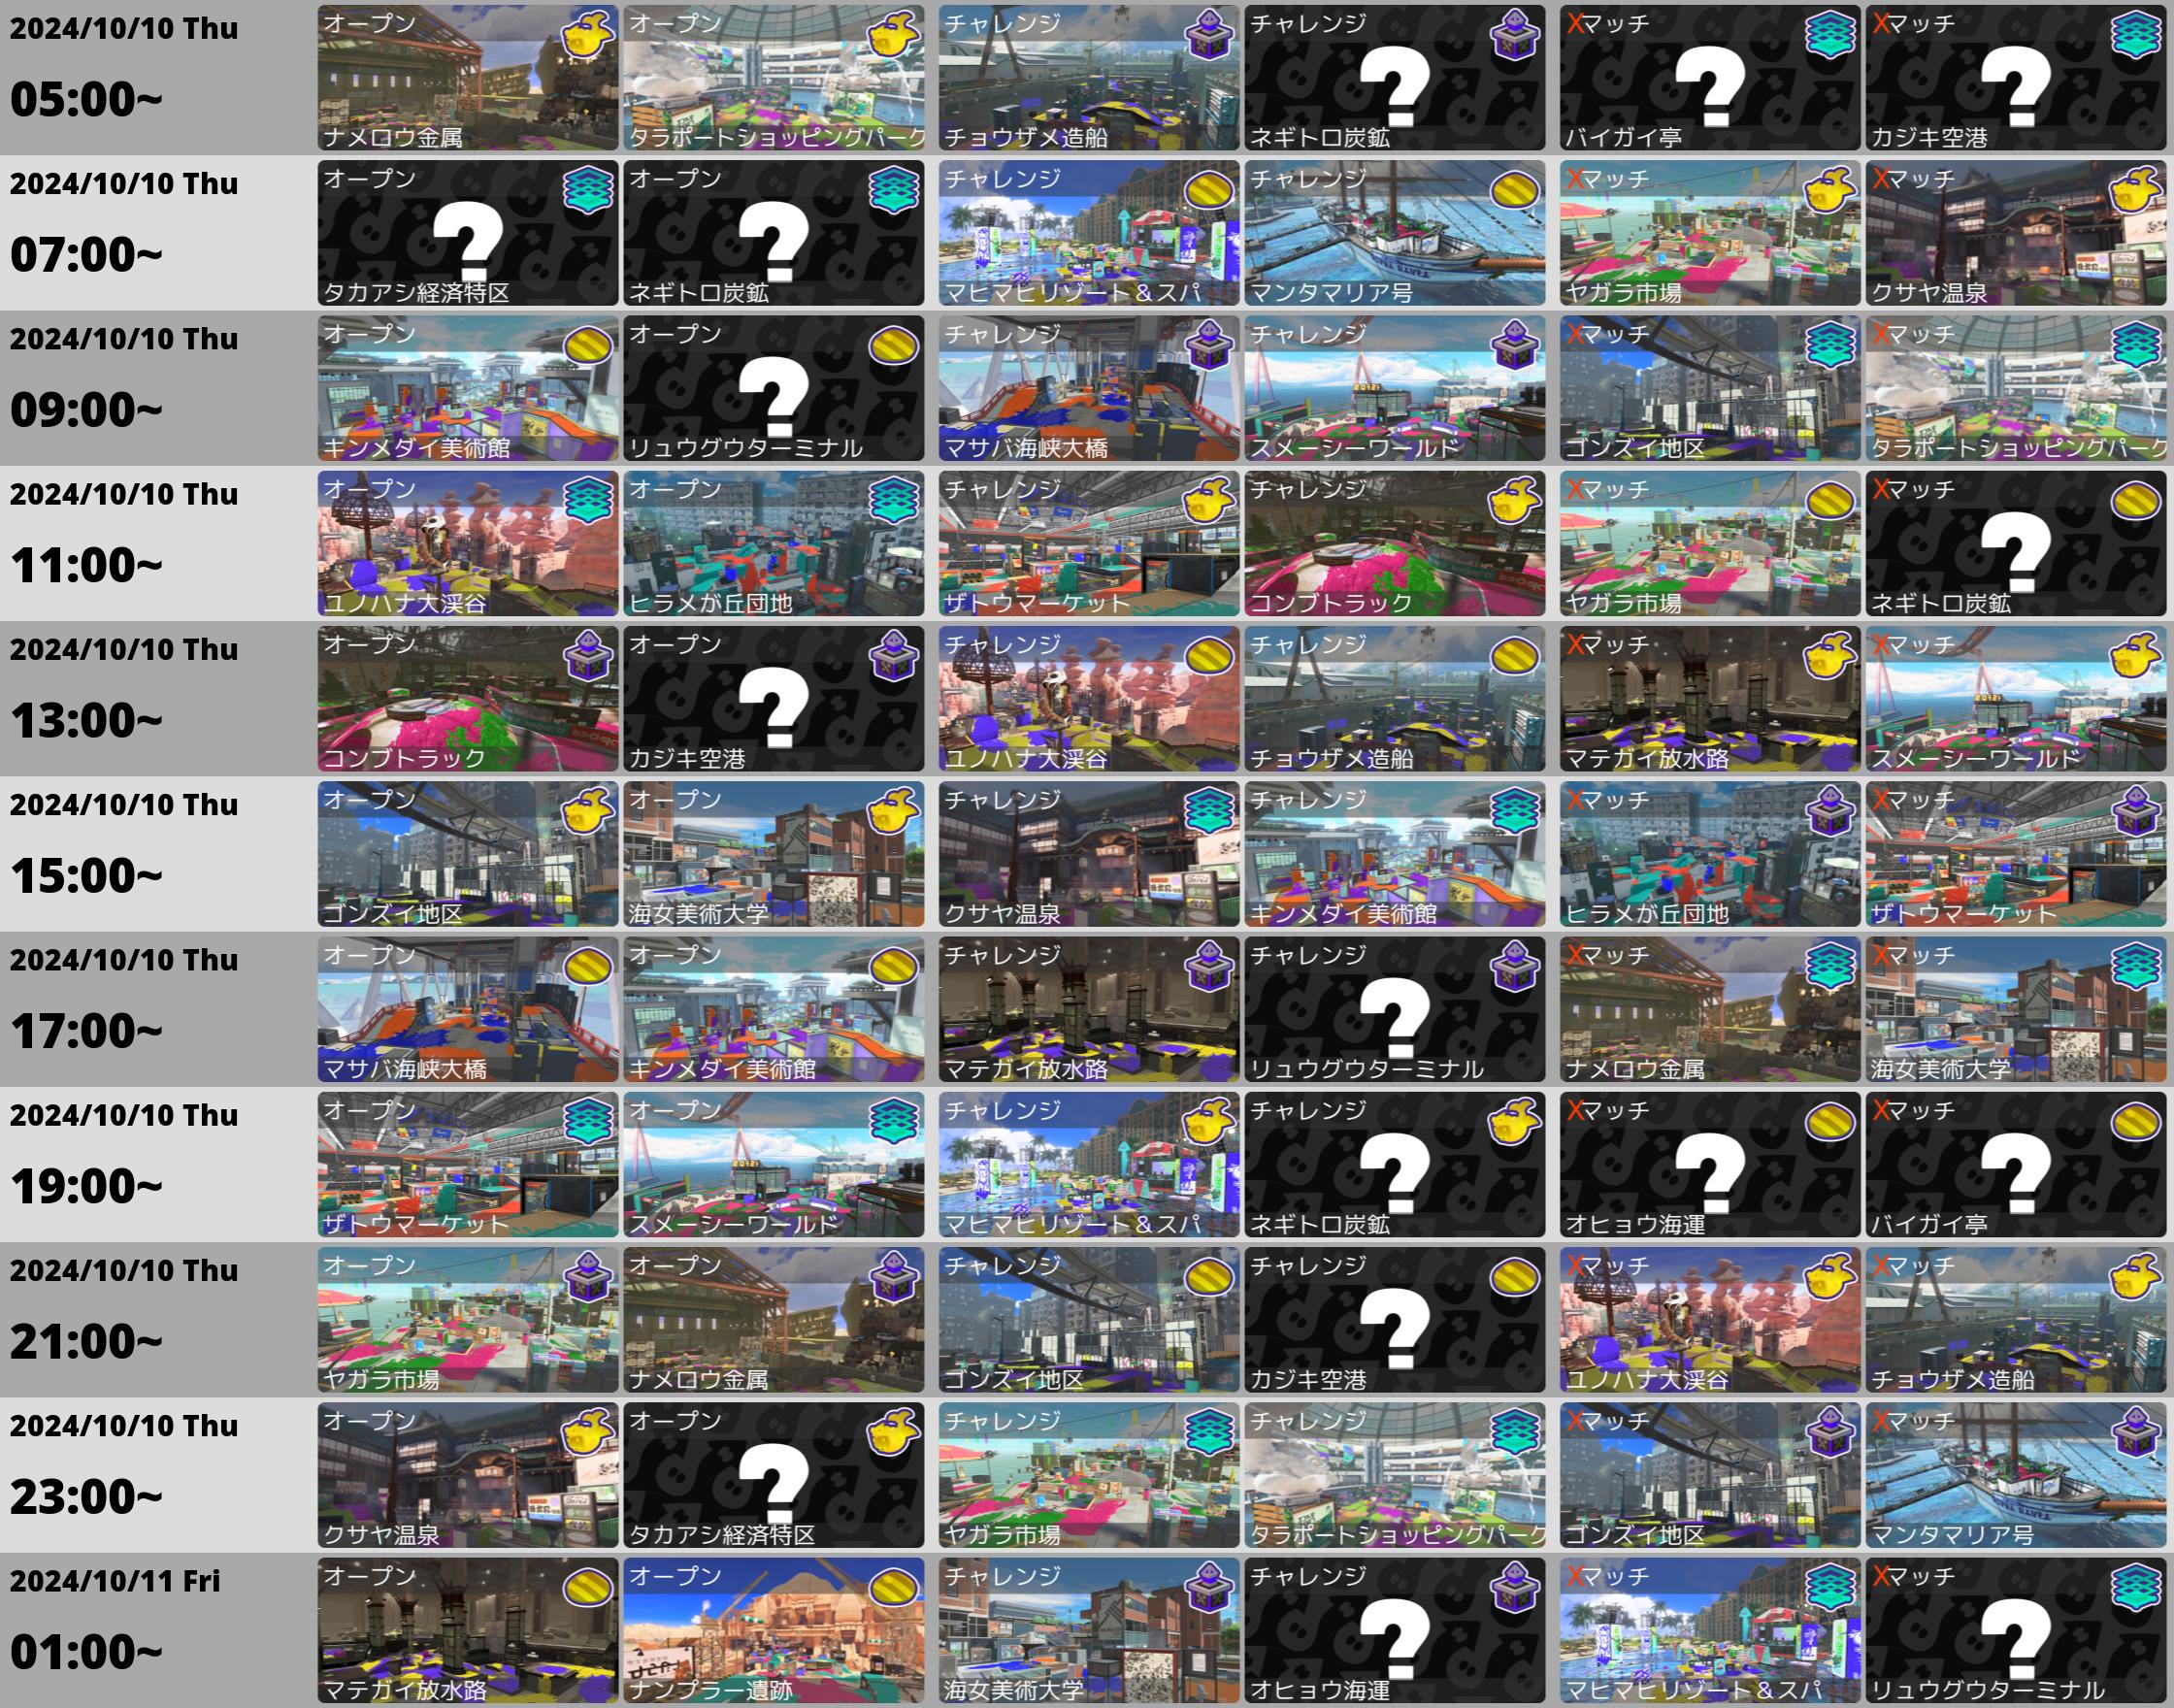 2024/10/10 Thu
05:00~
オープン
ナメロウ金属
オープン
タラポートショッピングパーク
チャレンジ
チョウザメ造船
チャレンジ
ネギトロ炭鉱
Xマッチ
バイガイ亭
Xマッチ
カジキ空港
2024/10/10 Thu
07:00~
オープン
タカアシ経済特区
オープン
ネギトロ炭鉱
チャレンジ
マヒマヒリゾート&スパ
チャレンジ
マンタマリア号
Xマッチ
ヤガラ市場
Xマッチ
クサヤ温泉
2024/10/10 Thu
09:00~
オープン
キンメダイ美術館
オープン
リュウグウターミナル
チャレンジ
マサバ海峡大橋
チャレンジ
スメーシーワールド
Xマッチ
ゴンズイ地区
Xマッチ
タラポートショッピングパーク
2024/10/10 Thu
11:00~
オープン
ユノハナ大渓谷
オープン
ヒラメが丘団地
チャレンジ
ザトウマーケット
チャレンジ
コンブトラック
Xマッチ
ヤガラ市場
Xマッチ
ネギトロ炭鉱
2024/10/10 Thu
13:00~
オープン
コンブトラック
オープン
カジキ空港
チャレンジ
ユノハナ大渓谷
チャレンジ
チョウザメ造船
Xマッチ
マテガイ放水路
Xマッチ
スメーシーワールド
2024/10/10 Thu
15:00~
オープン
ゴンズイ地区
オープン
海女美術大学
チャレンジ
クサヤ温泉
チャレンジ
キンメダイ美術館
Xマッチ
ヒラメが丘団地
Xマッチ
ザトウマーケット
2024/10/10 Thu
17:00~
オープン
マサバ海峡大橋
オープン
キンメダイ美術館
チャレンジ
マテガイ放水路
チャレンジ
リュウグウターミナル
Xマッチ
ナメロウ金属
Xマッチ
海女美術大学
2024/10/10 Thu
19:00~
オープン
ザトウマーケット
オープン
スメーシーワールド
チャレンジ
マヒマヒリゾート&スパ
チャレンジ
ネギトロ炭鉱
Xマッチ
オヒョウ海運
Xマッチ
バイガイ亭
2024/10/10 Thu
21:00~
オープン
ヤガラ市場
オープン
ナメロウ金属
チャレンジ
ゴンズイ地区
チャレンジ
カジキ空港
Xマッチ
ユノハナ大渓谷
Xマッチ
チョウザメ造船
2024/10/10 Thu
23:00~
オープン
クサヤ温泉
オープン
タカアシ経済特区
チャレンジ
ヤガラ市場
チャレンジ
タラポートショッピングパーク
Xマッチ
ゴンズイ地区
Xマッチ
マンタマリア号
2024/10/11 Fri
01:00~
オープン
マテガイ放水路
オープン
ナンプラー遺跡
チャレンジ
海女美術大学
チャレンジ
オヒョウ海運
Xマッチ
マヒマヒリゾート&スパ
Xマッチ
リュウグウターミナル